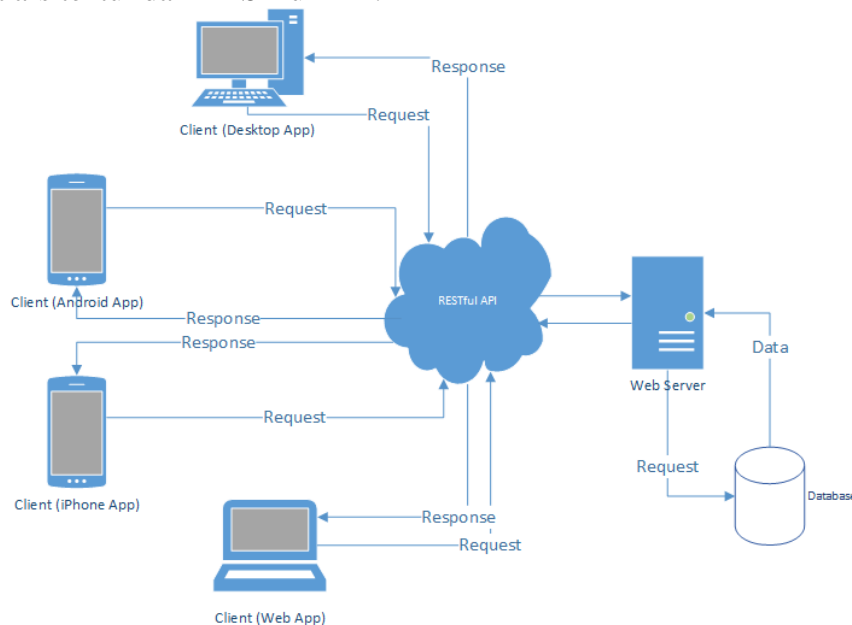 Response
Request
Client (Desktop App)
Request
Client (Android App)
RESTful API
Response
Response
Data
Web Server
Request
Request
Client (iPhone App)
Database
Response
Request
Client (Web App)